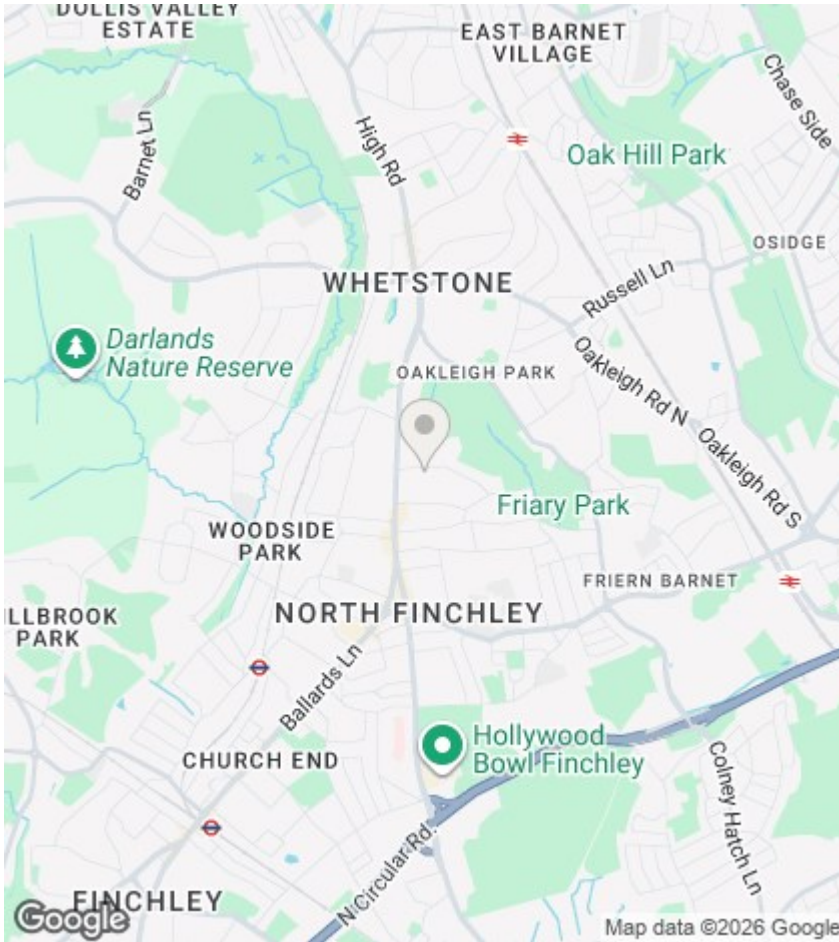 DOLLIS VALLEY
ESTATE
EAST BARNET
VILLAGE
Chase Side
Barnet Ln
High Rd
Oak Hill Park
OSIDGE
WHETSTONE
Russell Ln
Darlands
Nature Reserve
OAKLEIGH PARK
Oakleigh Rd N
Oakleigh Rd S
Friary Park
WOODSIDE
PARK
FRIERN BARNET
NORTH FINCHLEY
ILLBROOK
PARK
Ballards Ln
Hollywood
Bowl Finchley
CHURCH END
Colney Hatch Ln
N Circular Rd.
FINCHLEY
Google
Map data ©2026 Google